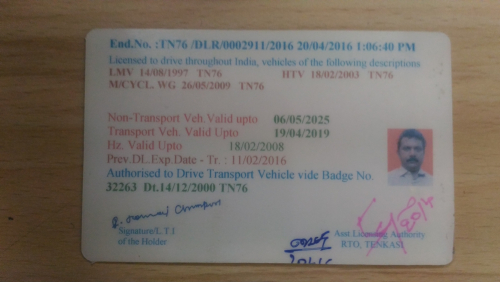 End.No. :TN76 /DLR/0002911/2016 20/04/2016 1:06:40 PM
Licensed to drive throughout India, vehicles of the following descriptions
LMV 14/08/1997 TN76 HTV 18/02/2003 TN76
M/CYCL. WG 26/05/2009 TN76
Non-Transport Veh.Valid upto 06/05/2025
Transport Veh. Valid Upto 19/04/2019
Hz. Valid Upto 18/02/2008
Prev.DL.Exp.Date - Tr. : 11/02/2016
Authorised to Drive Transport Vehicle vide Badge No.
32263 Dt.14/12/2000 TN76
Signature/L.T.I
of the Holder
Asst Licensing Authority
RTO, TENKASI